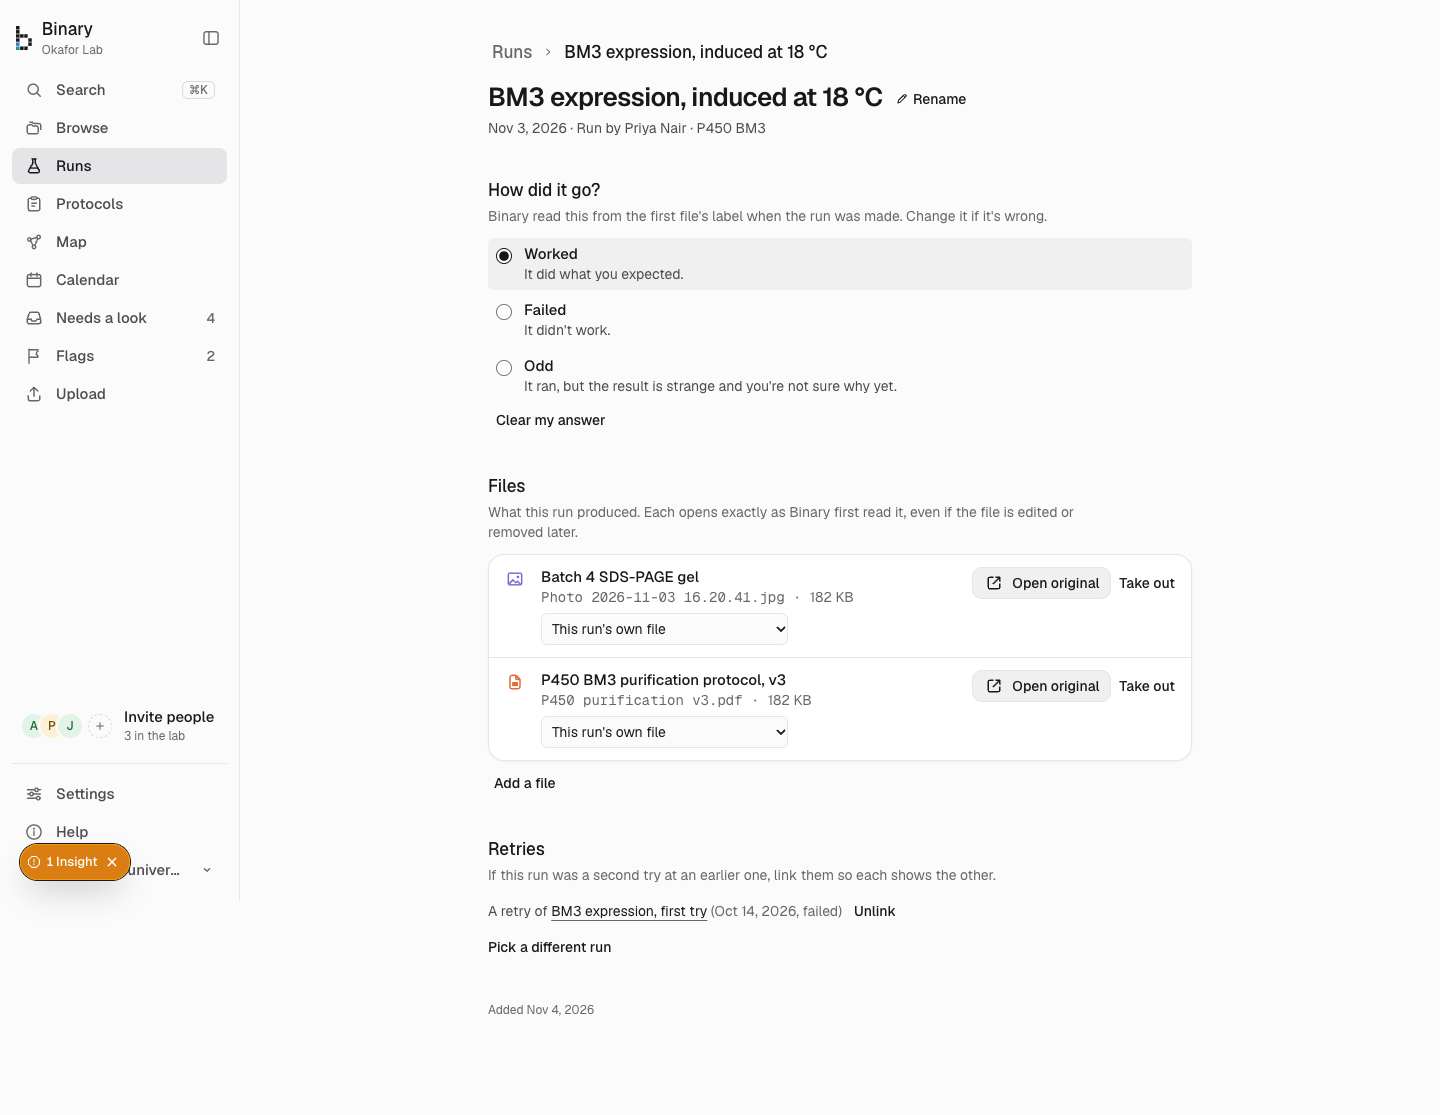 Binary
Okafor Lab
Search
⌘K
Browse
Runs
Protocols
Map
Calendar
Needs a look
4
Flags
2
Upload
A
P
J
Invite people
3 in the lab
Settings
Help
1 Insight
univer...
Runs
BM3 expression, induced at 18 °C
BM3 expression, induced at 18 °C
Rename
Nov 3, 2026 · Run by Priya Nair · P450 BM3
How did it go?
Binary read this from the first file's label when the run was made. Change it if it's wrong.
Worked
It did what you expected.
Failed
It didn't work.
Odd
It ran, but the result is strange and you're not sure why yet.
Clear my answer
Files
What this run produced. Each opens exactly as Binary first read it, even if the file is edited or
removed later.
Batch 4 SDS-PAGE gel
Photo 2026-11-03 16.20.41.jpg · 182 KB
This run's own file
Open original
Take out
P450 BM3 purification protocol, v3
P450 purification v3.pdf · 182 KB
This run's own file
Open original
Take out
Add a file
Retries
If this run was a second try at an earlier one, link them so each shows the other.
A retry of BM3 expression, first try (Oct 14, 2026, failed) Unlink
Pick a different run
Added Nov 4, 2026